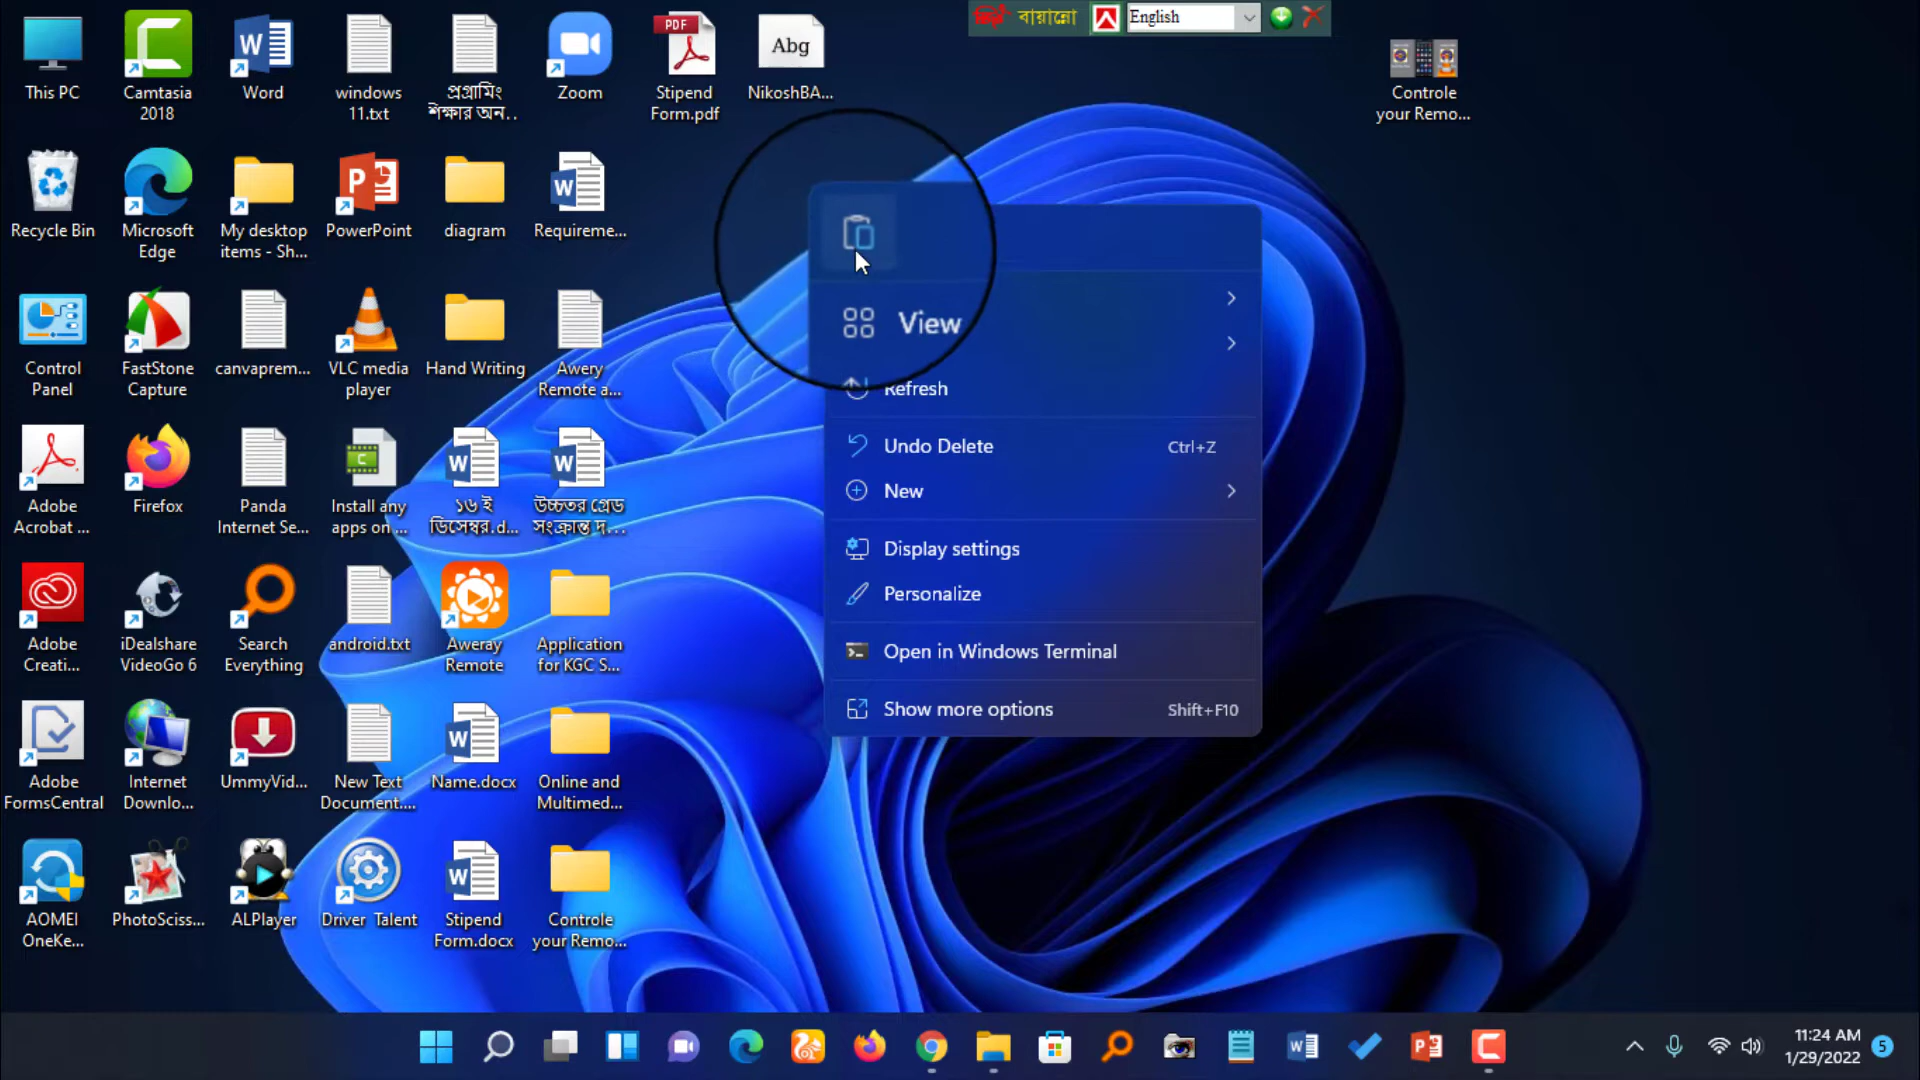 বায়ান্নো
English
This PC
Camtasia
2018
Word
windows
11.txt
প্রগ্রামিং
শিক্ষার অন...
Zoom
PDF
Stipend
Form.pdf
Abg
NikoshBA...
Controle
your Remo...
Recycle Bin
Microsoft
Edge
My desktop
items - Sh...
PowerPoint
diagram
Requireme...
View
Refresh
Undo Delete Ctrl+Z
New
Display settings
Personalize
Open in Windows Terminal
Show more options Shift+F10
Control
Panel
FastStone
Capture
canvaprem...
VLC media
player
Hand Writing
Awery
Remote a...
Adobe
Acrobat ...
Firefox
Panda
Internet Se...
Install any
apps on ...
১৬ ই
ডিসেম্বর.d...
উচ্চতর গ্রেড
সংক্রান্ত দ...
Adobe
Creati...
iDealshare
VideoGo 6
Search
Everything
android.txt
Aweray
Remote
Application
for KGC S...
Adobe
FormsCentral
Internet
Downlo...
UmmyVid...
New Text
Document....
Name.docx
Online and
Multimed...
AOMEI
OneKe...
PhotoSciss...
ALPlayer
Driver Talent
Stipend
Form.docx
Controle
your Remo...
11:24 AM
1/29/2022
5